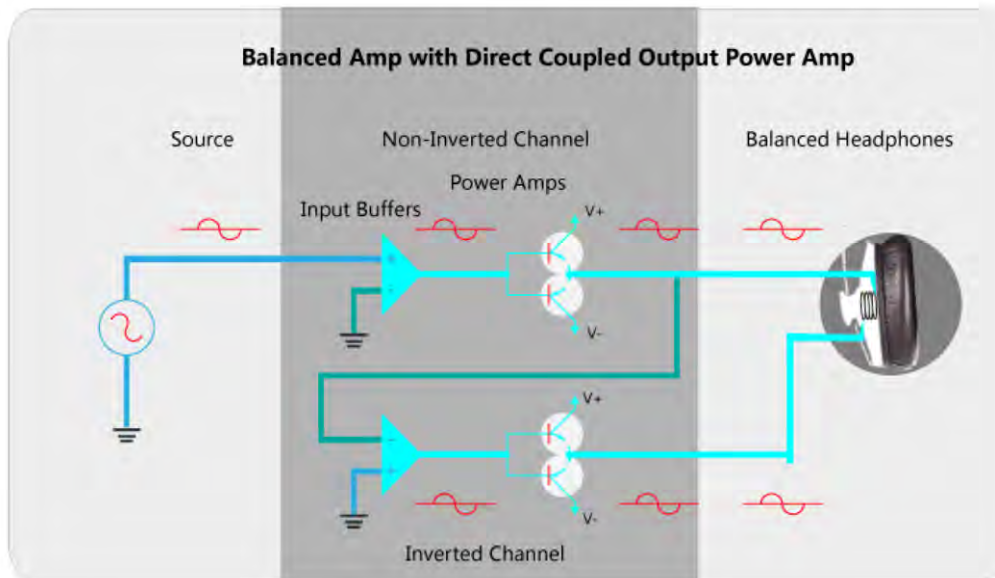 Balanced Amp with Direct Coupled Output Power Amp
Source
Non-Inverted Channel
Balanced Headphones
Power Amps
Input Buffers
V+
+
-
V-
V+
-
+
V-
Inverted Channel